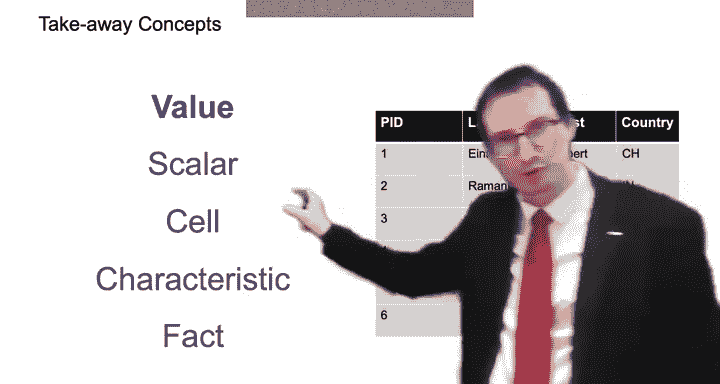 Take-away Concepts
Value
Scalar
Cell
Characteristic
Fact
PID Country
1 CH
2
3
6